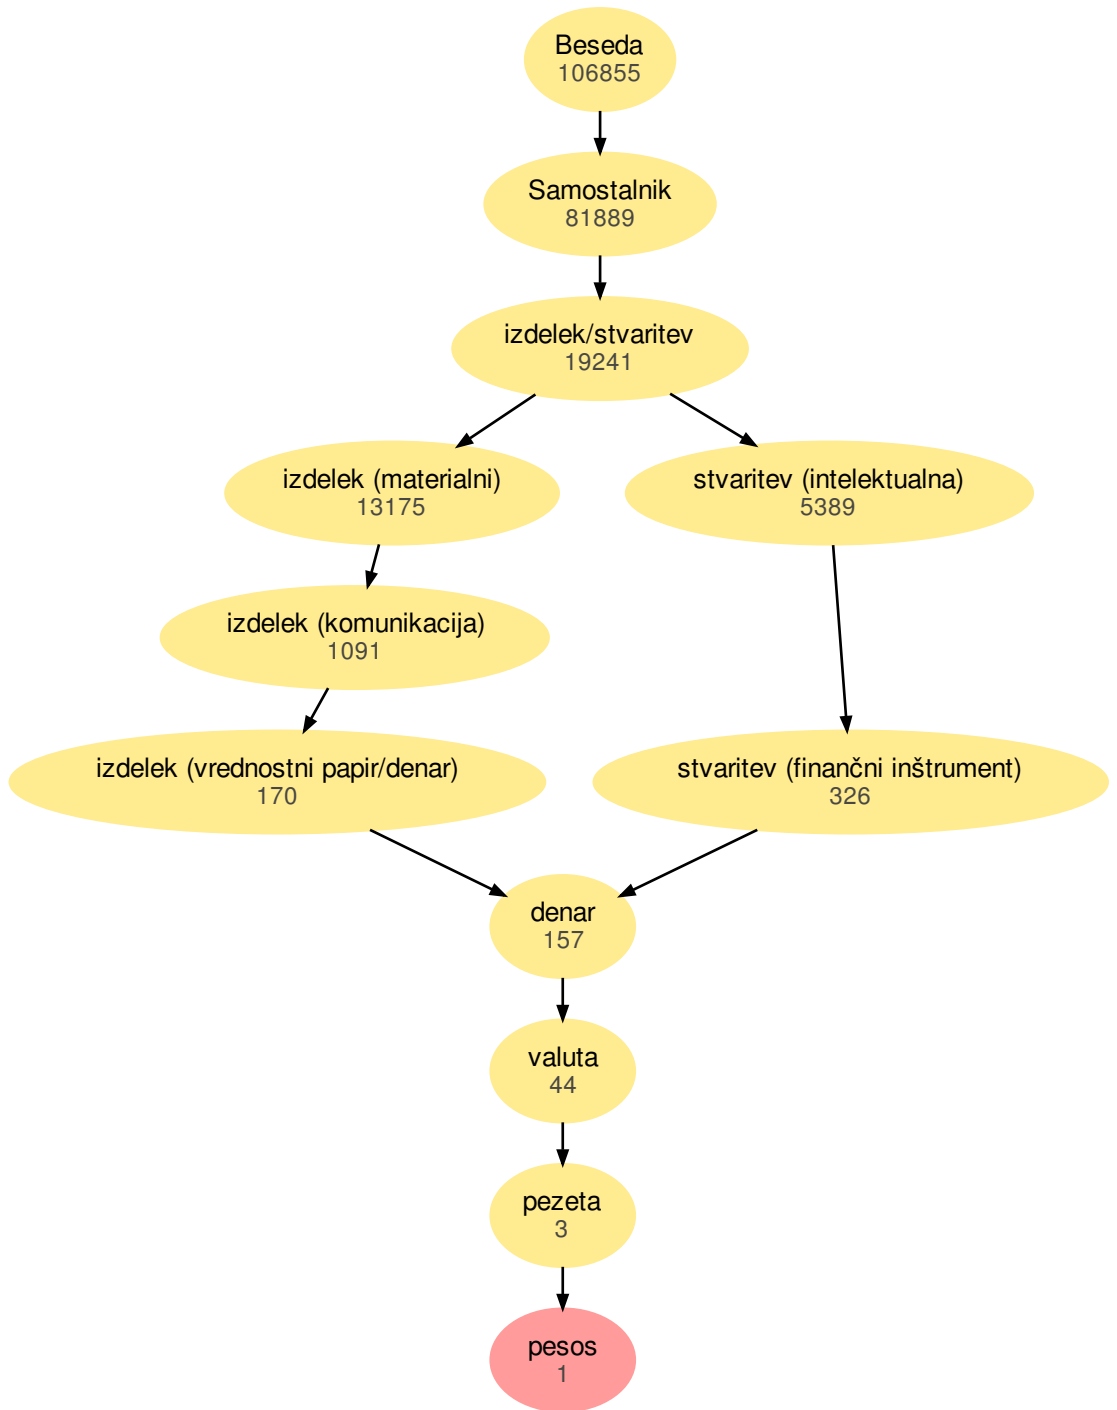 Beseda
106855
Samostalnik
81889
izdelek/stvaritev
19241
izdelek (materialni)
13175
stvaritev (intelektualna)
5389
izdelek (komunikacija)
1091
izdelek (vrednostni papir/denar)
170
stvaritev (finančni inštrument)
326
denar
157
valuta
44
pezeta
3
pesos
1